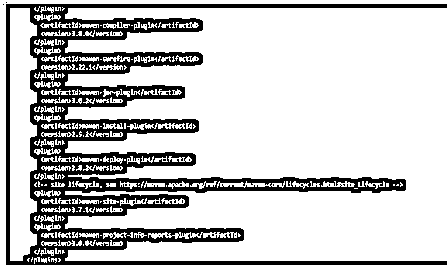 </plugin>
<plugin>
<artifactId>maven-compiler-plugin</artifactId>
<version>3.8.0</version>
</plugin>
<plugin>
<artifactId>maven-surefire-plugin</artifactId>
<version>2.22.1</version>
</plugin>
<plugin>
<artifactId>maven-jar-plugin</artifactId>
<version>3.0.2</version>
</plugin>
<plugin>
<artifactId>maven-install-plugin</artifactId>
<version>2.5.2</version>
</plugin>
<plugin>
<artifactId>maven-deploy-plugin</artifactId>
<version>2.8.2</version>
</plugin>
<!-- site lifecycle, see https://maven.apache.org/ref/current/maven-core/lifecycles.html#site_Lifecycle -->
<plugin>
<artifactId>maven-site-plugin</artifactId>
<version>3.7.1</version>
</plugin>
<plugin>
<artifactId>maven-project-info-reports-plugin</artifactId>
<version>3.0.0</version>
</plugin>
</plugins>